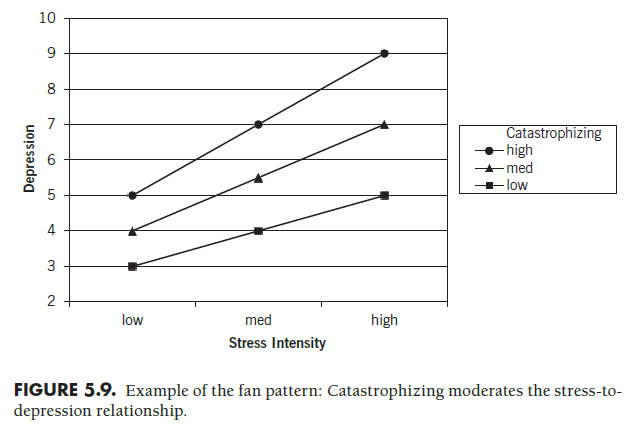 10
9
8
7
6
5
4
3
2
Depression
low med high
Stress Intensity
Catastrophizing
high
med
low
FIGURE 5.9. Example of the fan pattern: Catastrophizing moderates the stress-to-
depression relationship.